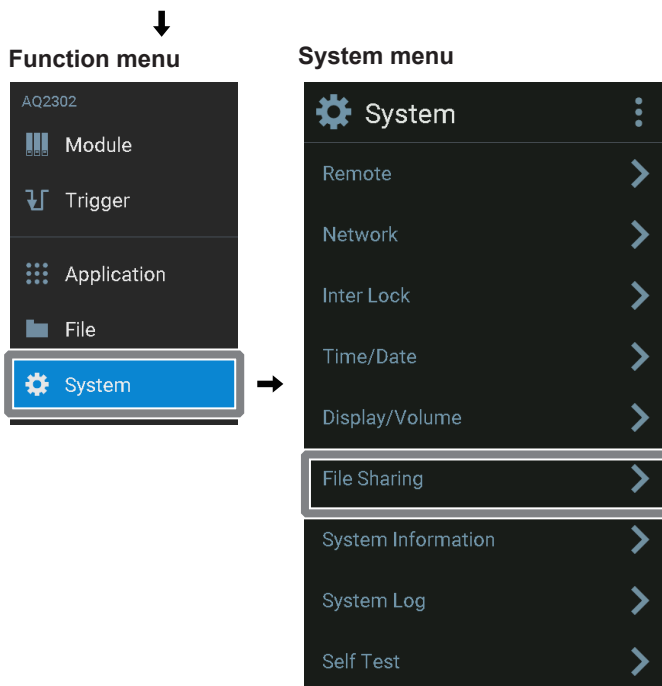 Function menu
AQ2302
Module
Trigger
Application
File
System
System menu
System
Remote
Network
Inter Lock
Time/Date
Display/Volume
File Sharing
System Information
System Log
Self Test